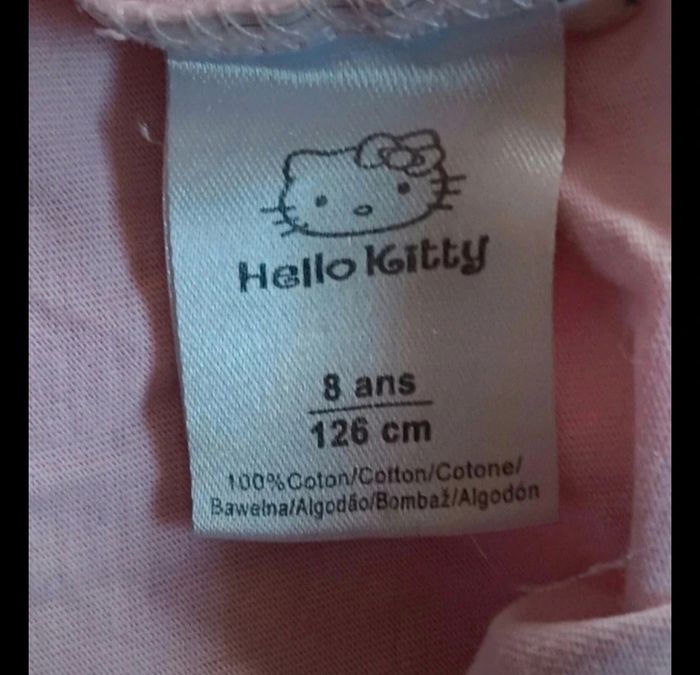 Hello Kitty
8 ans
126 cm
100%Coton/Cotton/Cotone/
Bawełna/Algodão/Bombaž/Algodón